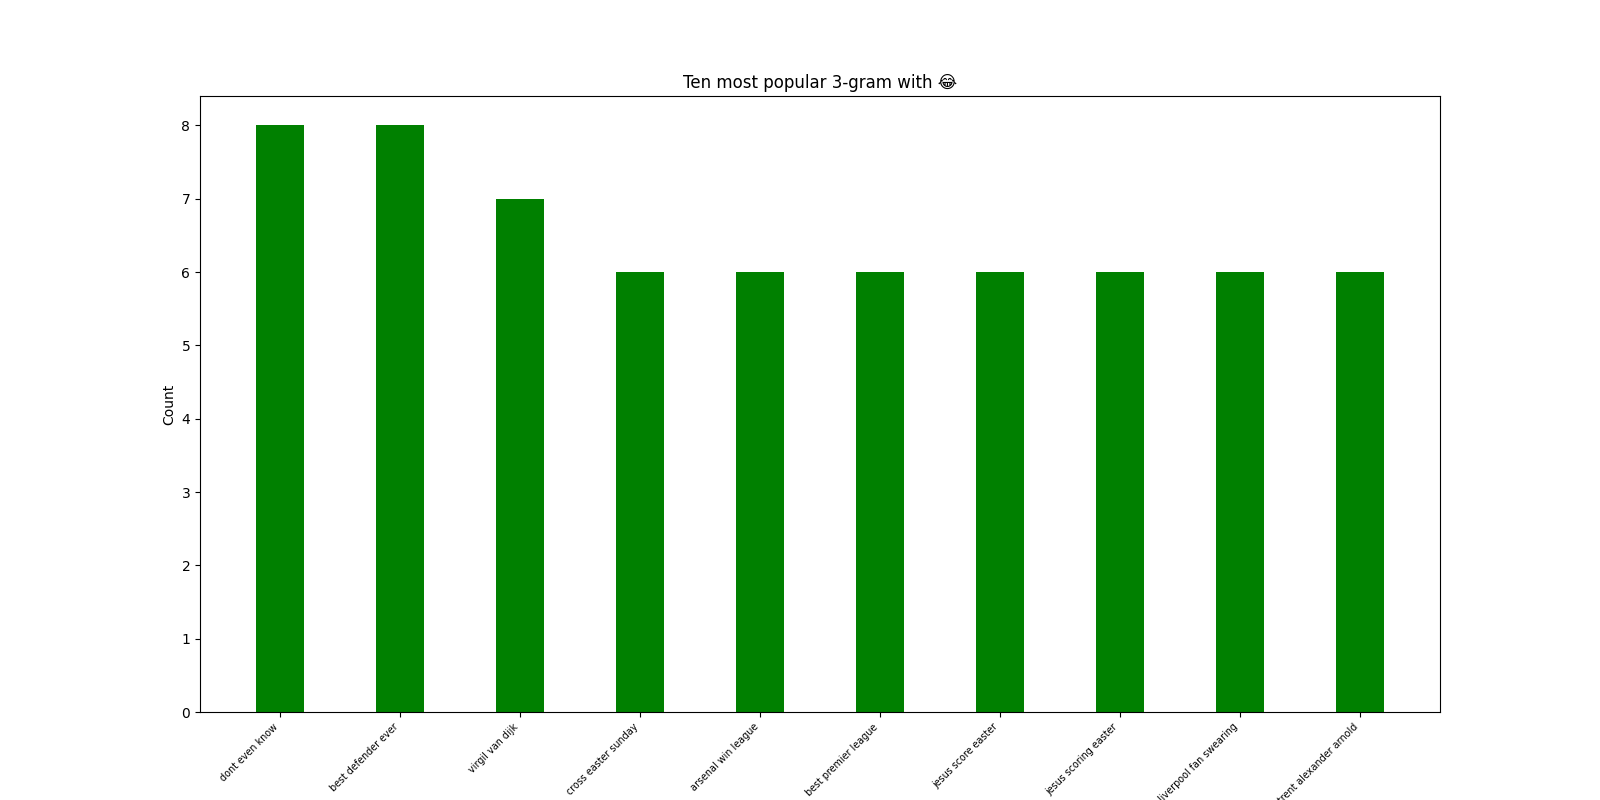 Ten most popular 3-gram with 😂
8
7
6
5
4
3
2
1
0
Count
dont even know
best defender ever
virgil van dijk
cross easter sunday
arsenal win league
best premier league
jesus score easter
jesus scoring easter
liverpool fan swearing
trent alexander arnold